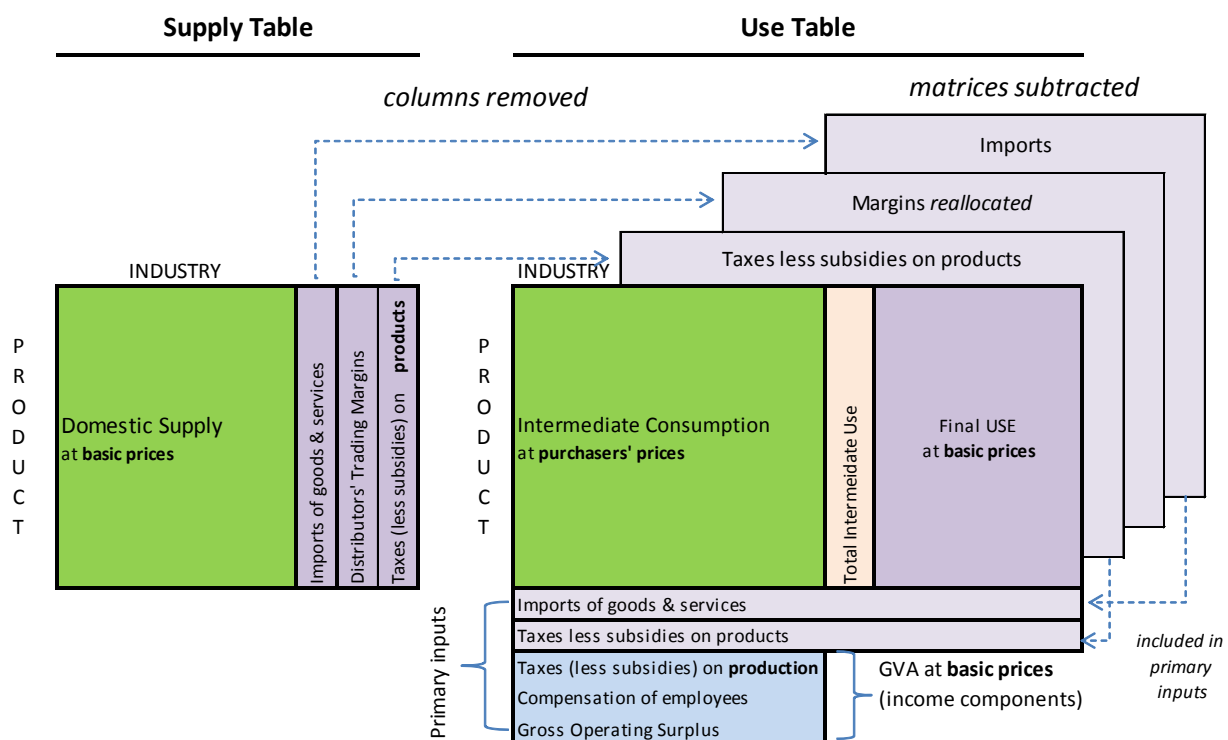 Supply Table
Use Table
columns removed
matrices subtracted
Imports
Margins reallocated
Taxes less subsidies on products
INDUSTRY
INDUSTRY
PRODUCT
Domestic Supply
at basic prices
Imports of goods & services
Distributors' Trading Margins
Taxes (less subsidies) on products
PRODUCT
Intermediate Consumption
at purchasers' prices
Total Intermeidate Use
Final USE
at basic prices
Primary inputs
Imports of goods & services
Taxes less subsidies on products
Taxes (less subsidies) on production
Compensation of employees
Gross Operating Surplus
GVA at basic prices
(income components)
included in
primary
inputs